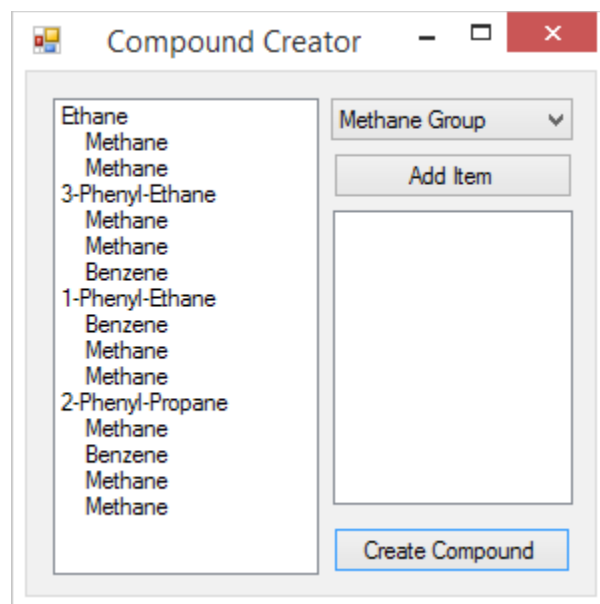 Compound Creator
Ethane
Methane
Methane
3-Phenyl-Ethane
Methane
Methane
Benzene
1-Phenyl-Ethane
Benzene
Methane
Methane
2-Phenyl-Propane
Methane
Benzene
Methane
Methane
Methane Group
Add Item
Create Compound